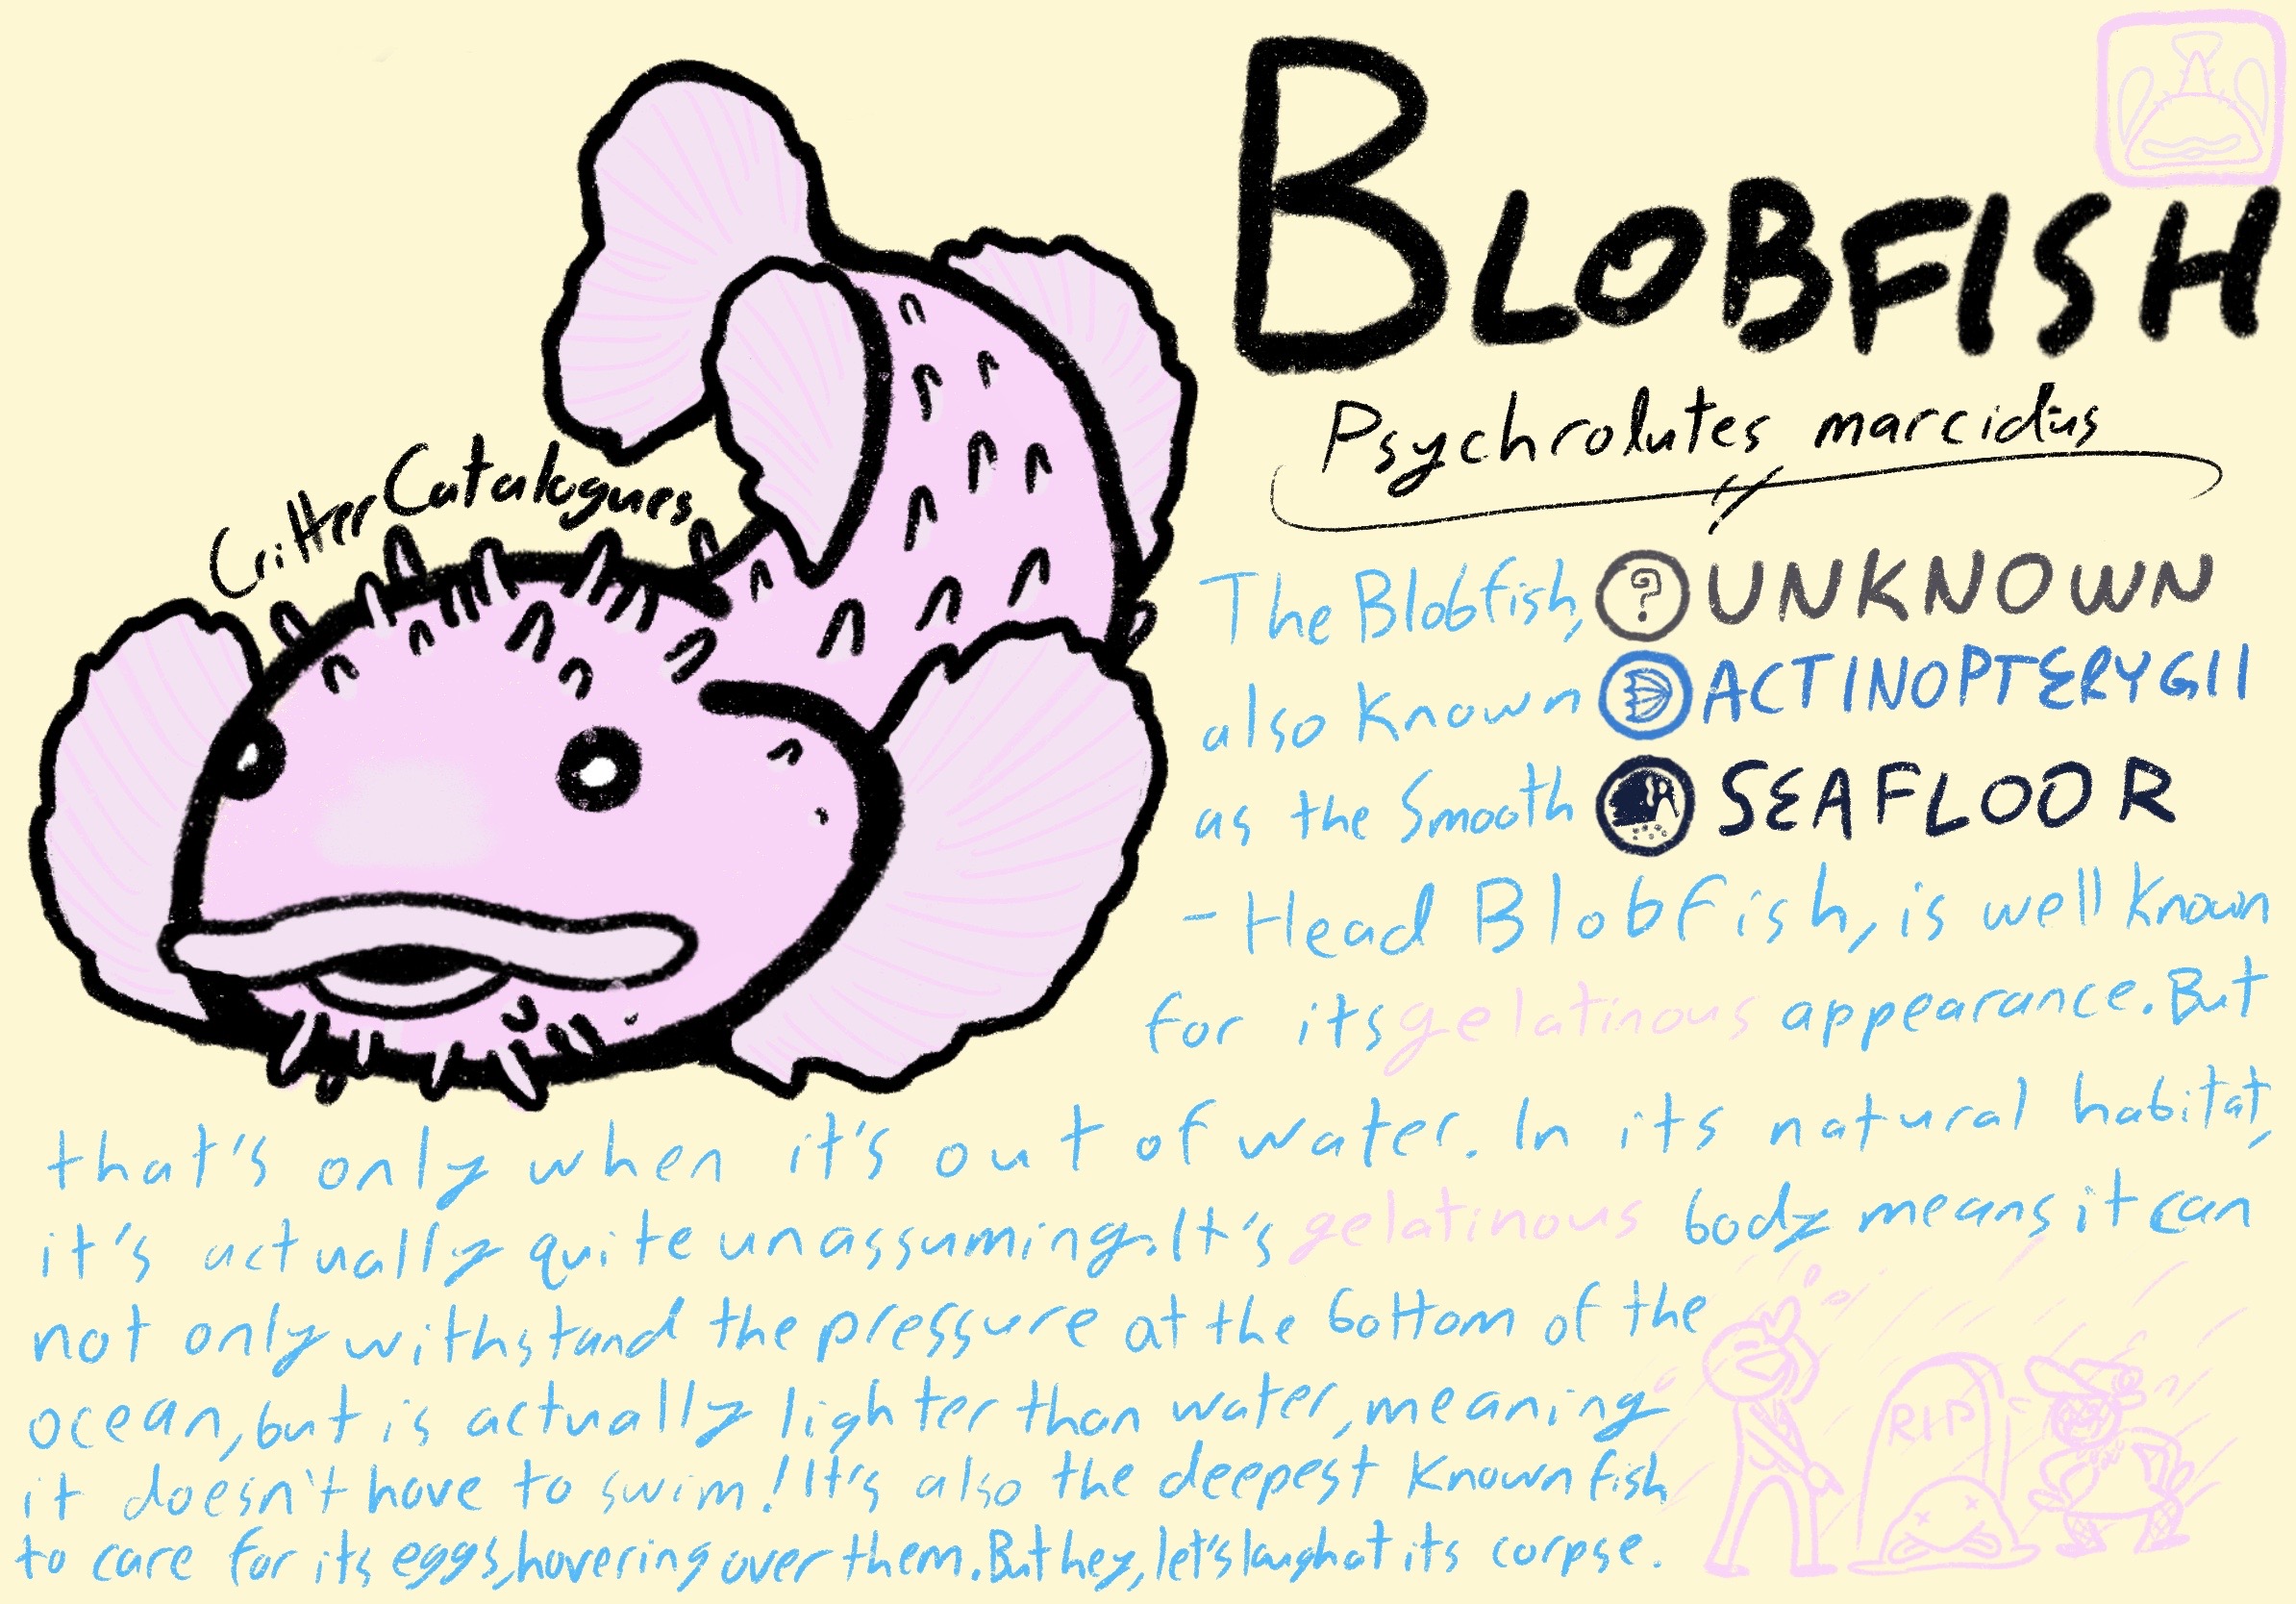 BLOBFISH
Psychrolutes marcidus
CritterCatalogues
The Blobfish,
also known
as the Smooth
-Head Blobfish, is well known
for its gelatinous appearance. But
that's only when it's out of water. In its natural habitat,
it's actually quite unassuming. It's gelatinous body means it can
not only withstand the pressure at the bottom of the
ocean, but is actually lighter than water, meaning
it doesn't have to swim! It's also the deepest known fish
to care for its eggs, hovering over them. But hey, let's laugh at its corpse.
? UNKNOWN
ACTINOPTERYGII
SEAFLOOR
RIP